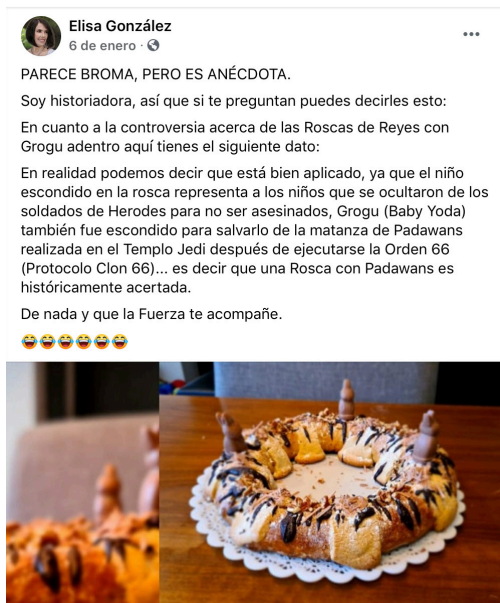 Elisa González
6 de enero ·
PARECE BROMA, PERO ES ANÉCDOTA.
Soy historiadora, así que si te preguntan puedes decirles esto:
En cuanto a la controversia acerca de las Roscas de Reyes con
Grogu adentro aquí tienes el siguiente dato:
En realidad podemos decir que está bien aplicado, ya que el niño
escondido en la rosca representa a los niños que se ocultaron de los
soldados de Herodes para no ser asesinados, Grogu (Baby Yoda)
también fue escondido para salvarlo de la matanza de Padawans
realizada en el Templo Jedi después de ejecutarse la Orden 66
(Protocolo Clon 66)... es decir que una Rosca con Padawans es
históricamente acertada.
De nada y que la Fuerza te acompañe.
😂😂😂😂😂😂